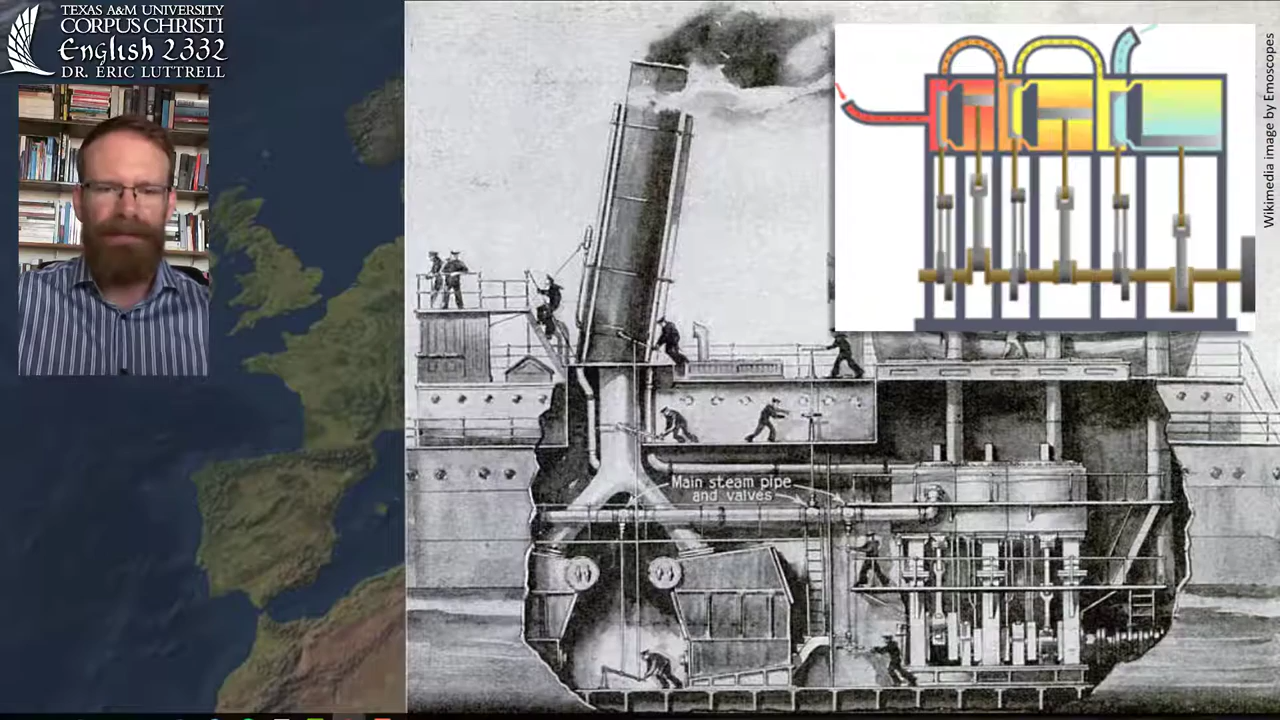 TEXAS A&M UNIVERSITY
CORPUS CHRISTI
English 2332
DR. ERIC LUTTRELL
Main steam pipe
and valves
Wikimedia image by Emoscopes